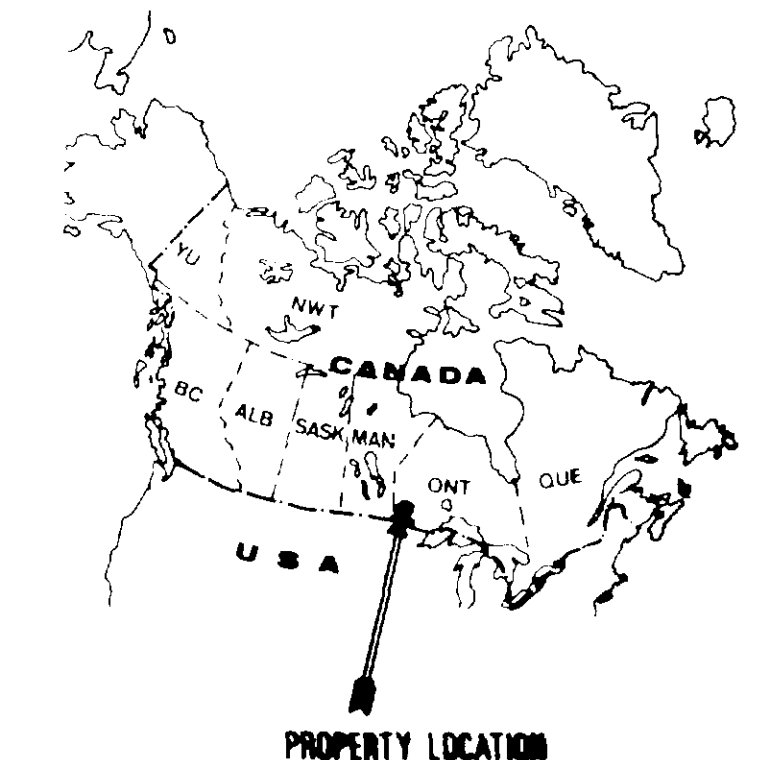 YU
NWT
CANADA
BC
ALB
SASK
MAN
ONT
QUE
USA
PROPERTY LOCATION